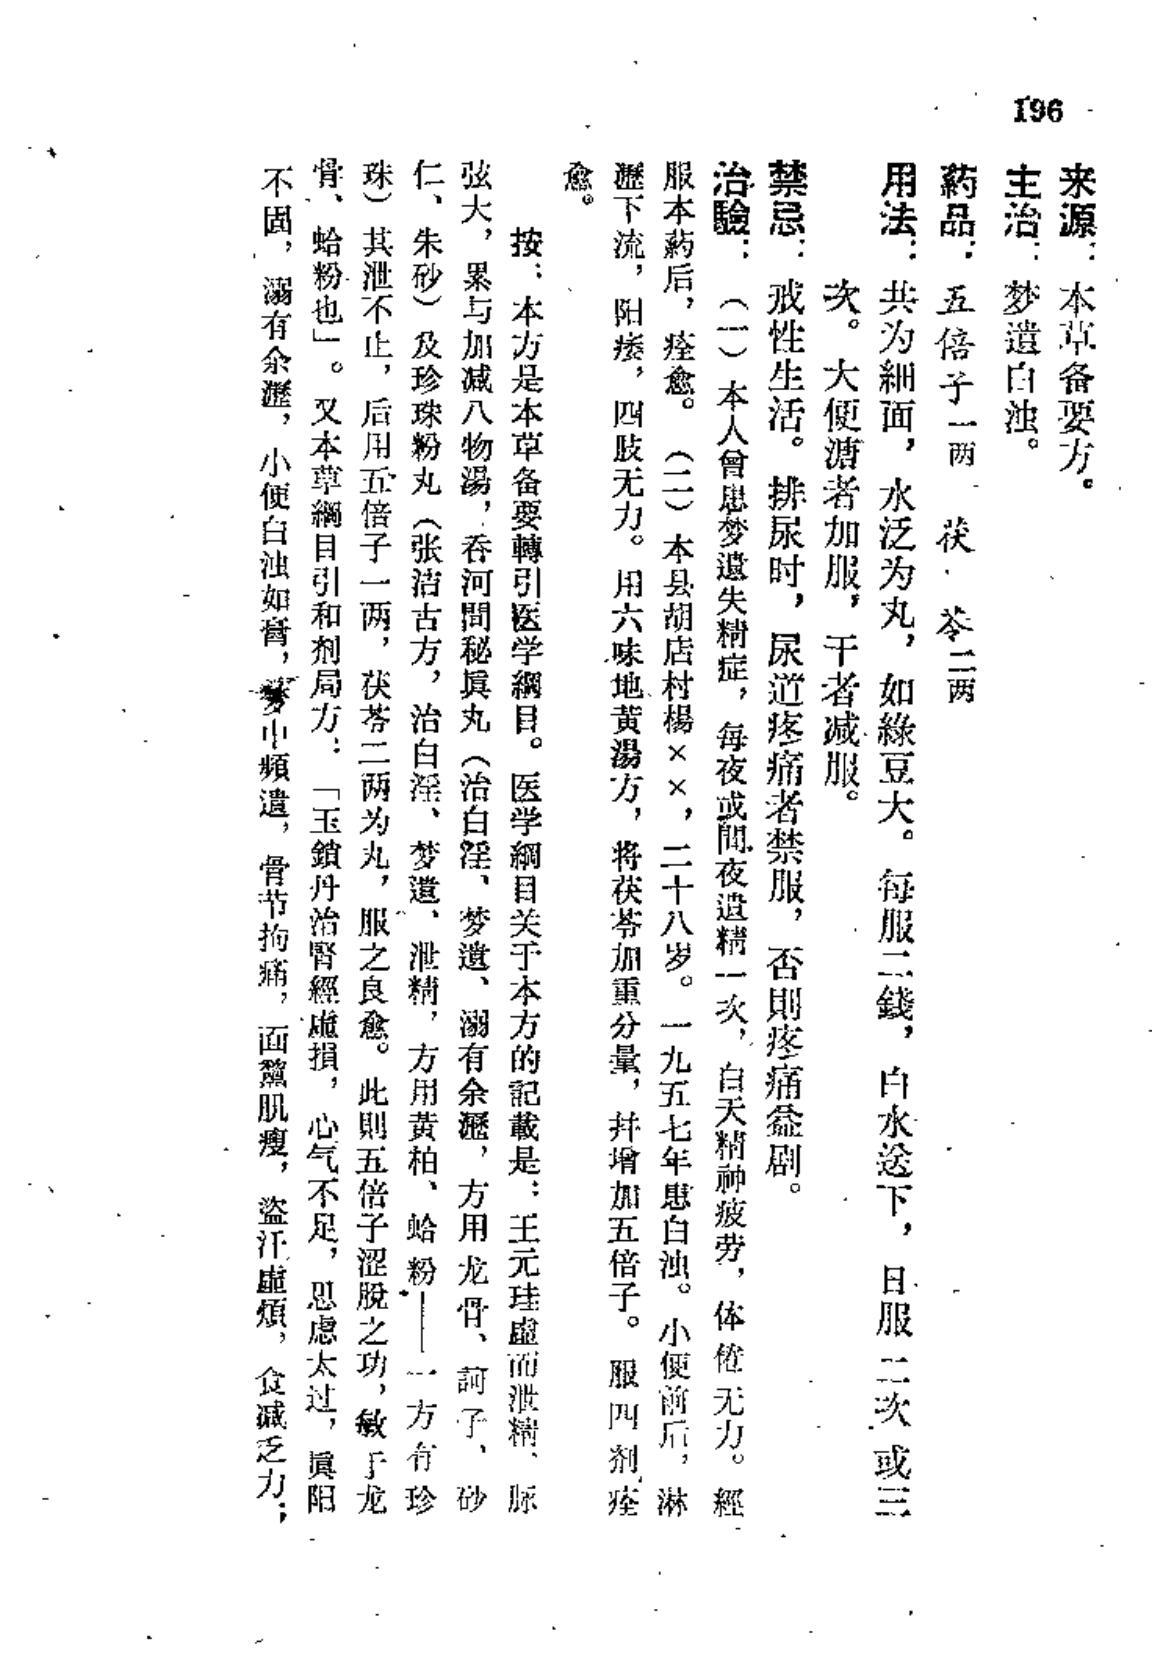 196
来源：本草备要方。
主治：梦遗白浊。
药品：五倍子一两　茯　苓二两
用法：共为細面，水泛为丸，如綠豆大。每服二錢，白水送下，日服二次或三
次。大便溏者加服，干者减服。
禁忌：戒性生活。排尿时，尿道疼痛者禁服，否則疼痛益剧。
治驗：（一）本人曾患梦遺失精症，每夜或間夜遺精一次，白天精神疲劳，体倦无力。經
服本葯后，痊愈。（二）本县胡店村楊××，二十八岁。一九五七年患白浊。小便前后，淋
瀝下流，阳痿，四肢无力。用六味地黃湯方，将茯苓加重分量，幷增加五倍子。服四剂痊
愈。
按：本方是本草备要轉引医学綱目。医学綱目关于本方的記載是：王元珪虛而泄精、脉
弦大，累与加减八物湯，吞河間秘眞丸（治白淫、梦遺、溺有余瀝，方用龙骨、訶子、砂
仁、朱砂）及珍珠粉丸（张洁古方，治白淫、梦遺、泄精，方用黃柏、蛤粉——一方有珍
珠）其泄不止，后用五倍子一两，茯苓二两为丸，服之良愈。此則五倍子涩脫之功，敏于龙
骨、蛤粉也」。又本草綱目引和剂局方：「玉鎖丹治腎經虛損，心气不足，思虑太过，眞阳
不固，溺有余瀝，小便白浊如膏，梦中頻遺，骨节拘痛，面黧肌瘦，盜汗虛煩，食减乏力；